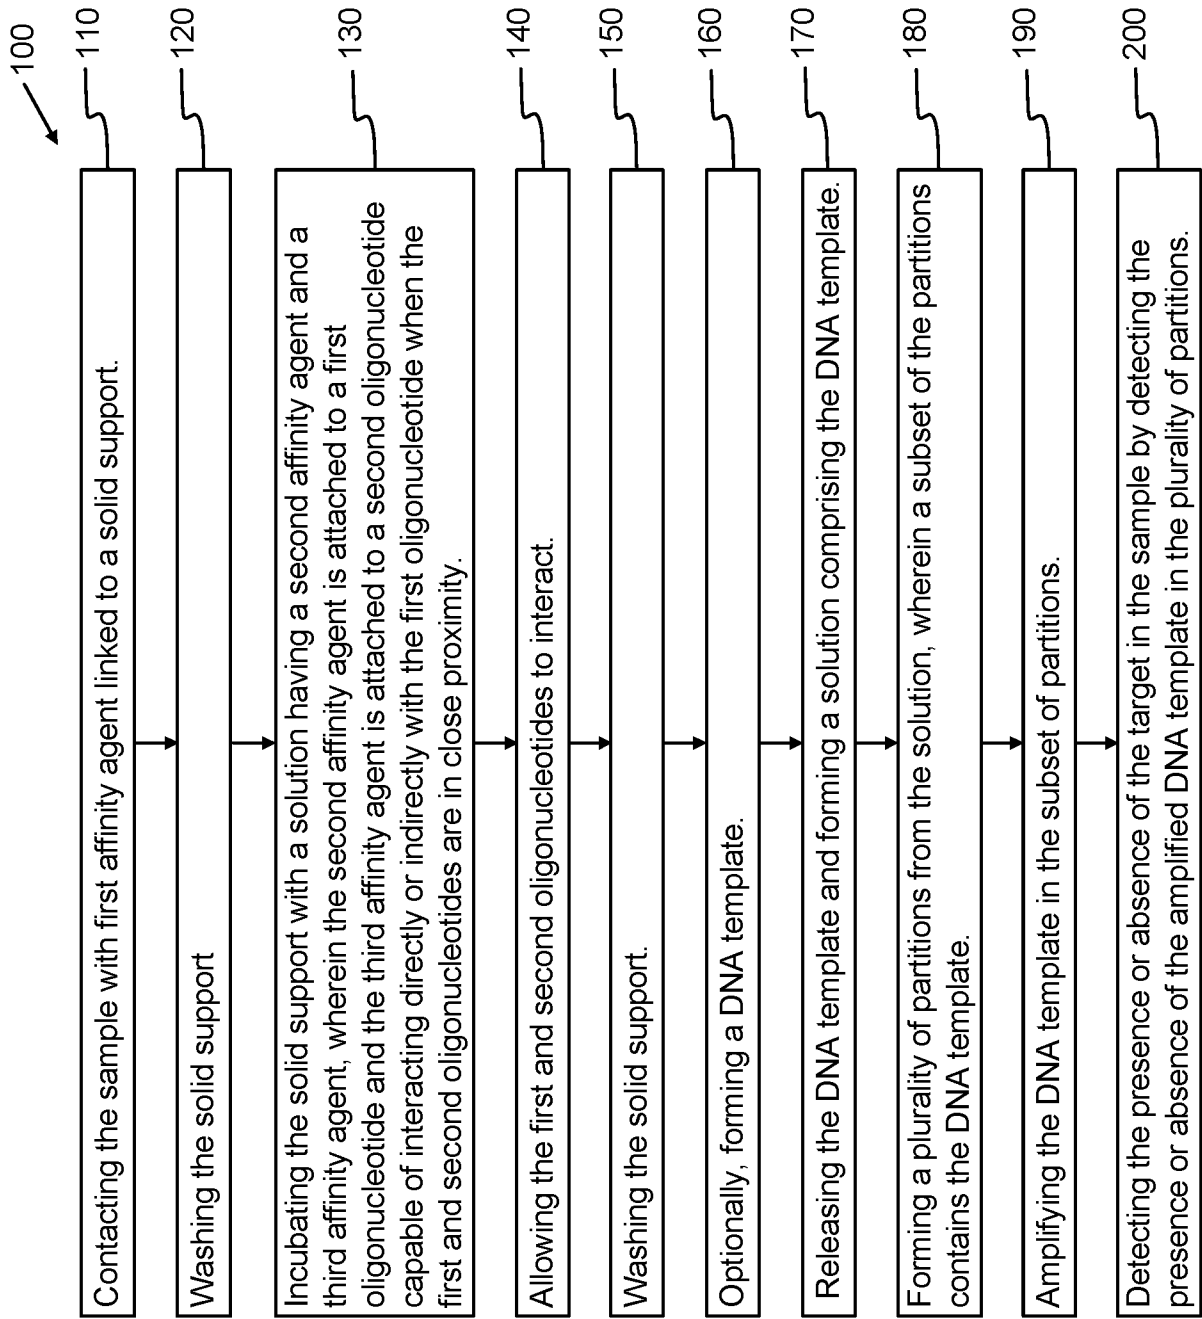 100
Contacting the sample with first affinity agent linked to a solid support.
110
Washing the solid support
120
Incubating the solid support with a solution having a second affinity agent and a
third affinity agent, wherein the second affinity agent is attached to a first
oligonucleotide and the third affinity agent is attached to a second oligonucleotide
capable of interacting directly or indirectly with the first oligonucleotide when the
first and second oligonucleotides are in close proximity.
130
Allowing the first and second oligonucleotides to interact.
140
Washing the solid support.
150
Optionally, forming a DNA template.
160
Releasing the DNA template and forming a solution comprising the DNA template.
170
Forming a plurality of partitions from the solution, wherein a subset of the partitions
contains the DNA template.
180
Amplifying the DNA template in the subset of partitions.
190
Detecting the presence or absence of the target in the sample by detecting the
presence or absence of the amplified DNA template in the plurality of partitions.
200